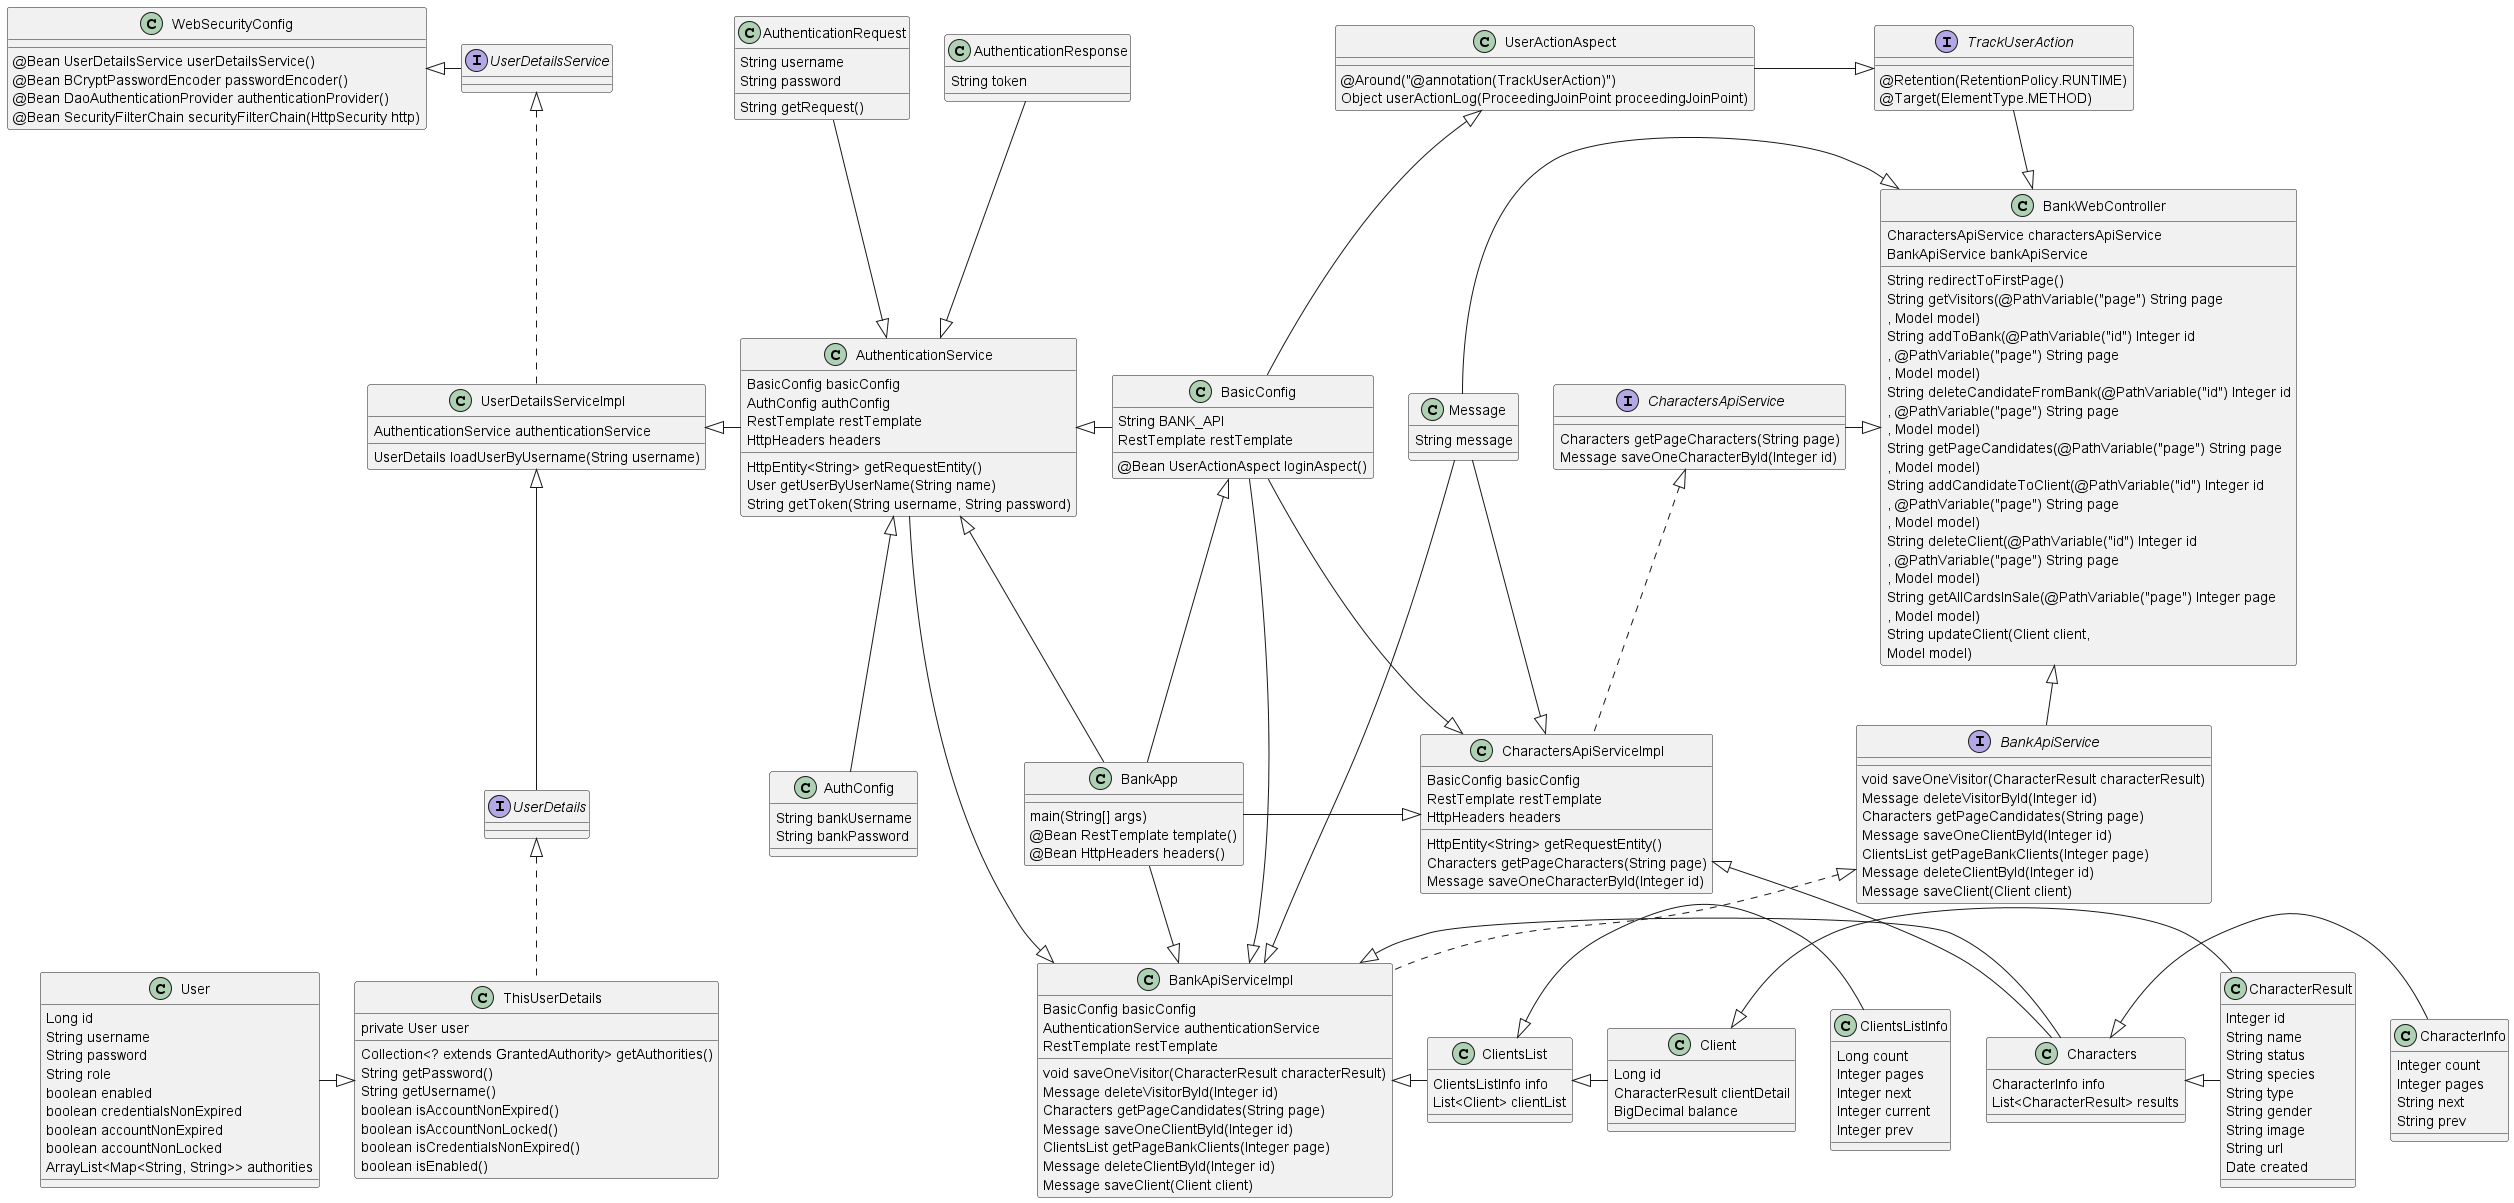 C WebSecurityConfig
@Bean UserDetailsService userDetailsService()
@Bean BCryptPasswordEncoder passwordEncoder()
@Bean DaoAuthenticationProvider authenticationProvider()
@Bean SecurityFilterChain securityFilterChain(HttpSecurity http)
I UserDetailsService
C AuthenticationRequest
String username
String password
String getRequest()
C AuthenticationResponse
String token
C UserActionAspect
@Around("@annotation(TrackUserAction)")
Object userActionLog(ProceedingJoinPoint proceedingJoinPoint)
I TrackUserAction
@Retention(RetentionPolicy.RUNTIME)
@Target(ElementType.METHOD)
C BankWebController
CharactersApiService charactersApiService
BankApiService bankApiService
String redirectToFirstPage()
String getVisitors(@PathVariable("page") String page
, Model model)
String addToBank(@PathVariable("id") Integer id
, @PathVariable("page") String page
, Model model)
String deleteCandidateFromBank(@PathVariable("id") Integer id
, @PathVariable("page") String page
, Model model)
String getPageCandidates(@PathVariable("page") String page
, Model model)
String addCandidateToClient(@PathVariable("id") Integer id
, @PathVariable("page") String page
, Model model)
String deleteClient(@PathVariable("id") Integer id
, @PathVariable("page") String page
, Model model)
String getAllCardsInSale(@PathVariable("page") Integer page
, Model model)
String updateClient(Client client,
Model model)
C UserDetailsServiceImpl
AuthenticationService authenticationService
UserDetails loadUserByUsername(String username)
C AuthenticationService
BasicConfig basicConfig
AuthConfig authConfig
RestTemplate restTemplate
HttpHeaders headers
HttpEntity<String> getRequestEntity()
User getUserByUserName(String name)
String getToken(String username, String password)
C BasicConfig
String BANK_API
RestTemplate restTemplate
@Bean UserActionAspect loginAspect()
C Message
String message
I CharactersApiService
Characters getPageCharacters(String page)
Message saveOneCharacterById(Integer id)
I UserDetails
C AuthConfig
String bankUsername
String bankPassword
C BankApp
main(String[] args)
@Bean RestTemplate template()
@Bean HttpHeaders headers()
C CharactersApiServiceImpl
BasicConfig basicConfig
RestTemplate restTemplate
HttpHeaders headers
HttpEntity<String> getRequestEntity()
Characters getPageCharacters(String page)
Message saveOneCharacterById(Integer id)
I BankApiService
void saveOneVisitor(CharacterResult characterResult)
Message deleteVisitorById(Integer id)
Characters getPageCandidates(String page)
Message saveOneClientById(Integer id)
ClientsList getPageBankClients(Integer page)
Message deleteClientById(Integer id)
Message saveClient(Client client)
C User
Long id
String username
String password
String role
boolean enabled
boolean credentialsNonExpired
boolean accountNonExpired
boolean accountNonLocked
ArrayList<Map<String, String>> authorities
C ThisUserDetails
private User user
Collection<? extends GrantedAuthority> getAuthorities()
String getPassword()
String getUsername()
boolean isAccountNonExpired()
boolean isAccountNonLocked()
boolean isCredentialsNonExpired()
boolean isEnabled()
C BankApiServiceImpl
BasicConfig basicConfig
AuthenticationService authenticationService
RestTemplate restTemplate
void saveOneVisitor(CharacterResult characterResult)
Message deleteVisitorById(Integer id)
Characters getPageCandidates(String page)
Message saveOneClientById(Integer id)
ClientsList getPageBankClients(Integer page)
Message deleteClientById(Integer id)
Message saveClient(Client client)
C ClientsList
ClientsListInfo info
List<Client> clientList
C Client
Long id
CharacterResult clientDetail
BigDecimal balance
C ClientsListInfo
Long count
Integer pages
Integer next
Integer current
Integer prev
C Characters
CharacterInfo info
List<CharacterResult> results
C CharacterResult
Integer id
String name
String status
String species
String type
String gender
String image
String url
Date created
C CharacterInfo
Integer count
Integer pages
String next
String prev